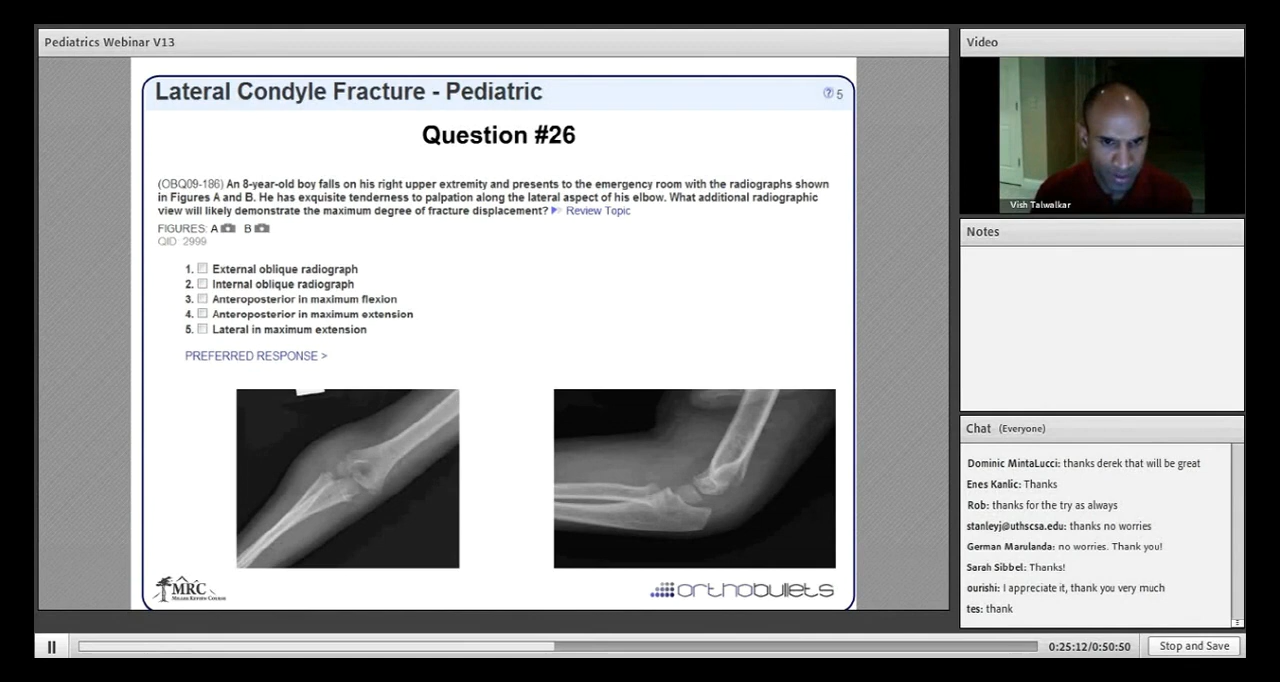 Pediatrics Webinar V13
Lateral Condyle Fracture - Pediatric
5
Question #26
(OBQ09-186) An 8-year-old boy falls on his right upper extremity and presents to the emergency room with the radiographs shown
in Figures A and B. He has exquisite tenderness to palpation along the lateral aspect of his elbow. What additional radiographic
view will likely demonstrate the maximum degree of fracture displacement? Review Topic
FIGURES: A B
QID: 2999
1. External oblique radiograph
2. Internal oblique radiograph
3. Anteroposterior in maximum flexion
4. Anteroposterior in maximum extension
5. Lateral in maximum extension
PREFERRED RESPONSE >
MRC
MILLER REVIEW COURSE
orthobullets
Video
Vish Talwalkar
Notes
Chat (Everyone)
Dominic MintaLucci: thanks derek that will be great
Enes Kanlic: Thanks
Rob: thanks for the try as always
stanleyj@uthscsa.edu: thanks no worries
German Marulanda: no worries. Thank you!
Sarah Sibbel: Thanks!
ourishi: I appreciate it, thank you very much
tes: thank
0:25:12/0:50:50
Stop and Save